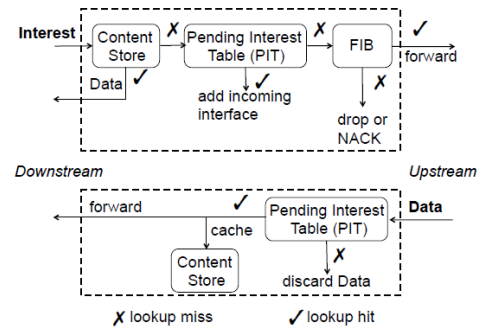 Interest
Content
Store
✗
Pending Interest
Table (PIT)
✗
FIB
✓
forward
Data ✓
✓
add incoming
interface
✗
drop or
NACK
Downstream
Upstream
forward
✓
Pending Interest
Table (PIT)
Data
cache
Content
Store
✗
discard Data
✗ lookup miss
✓ lookup hit